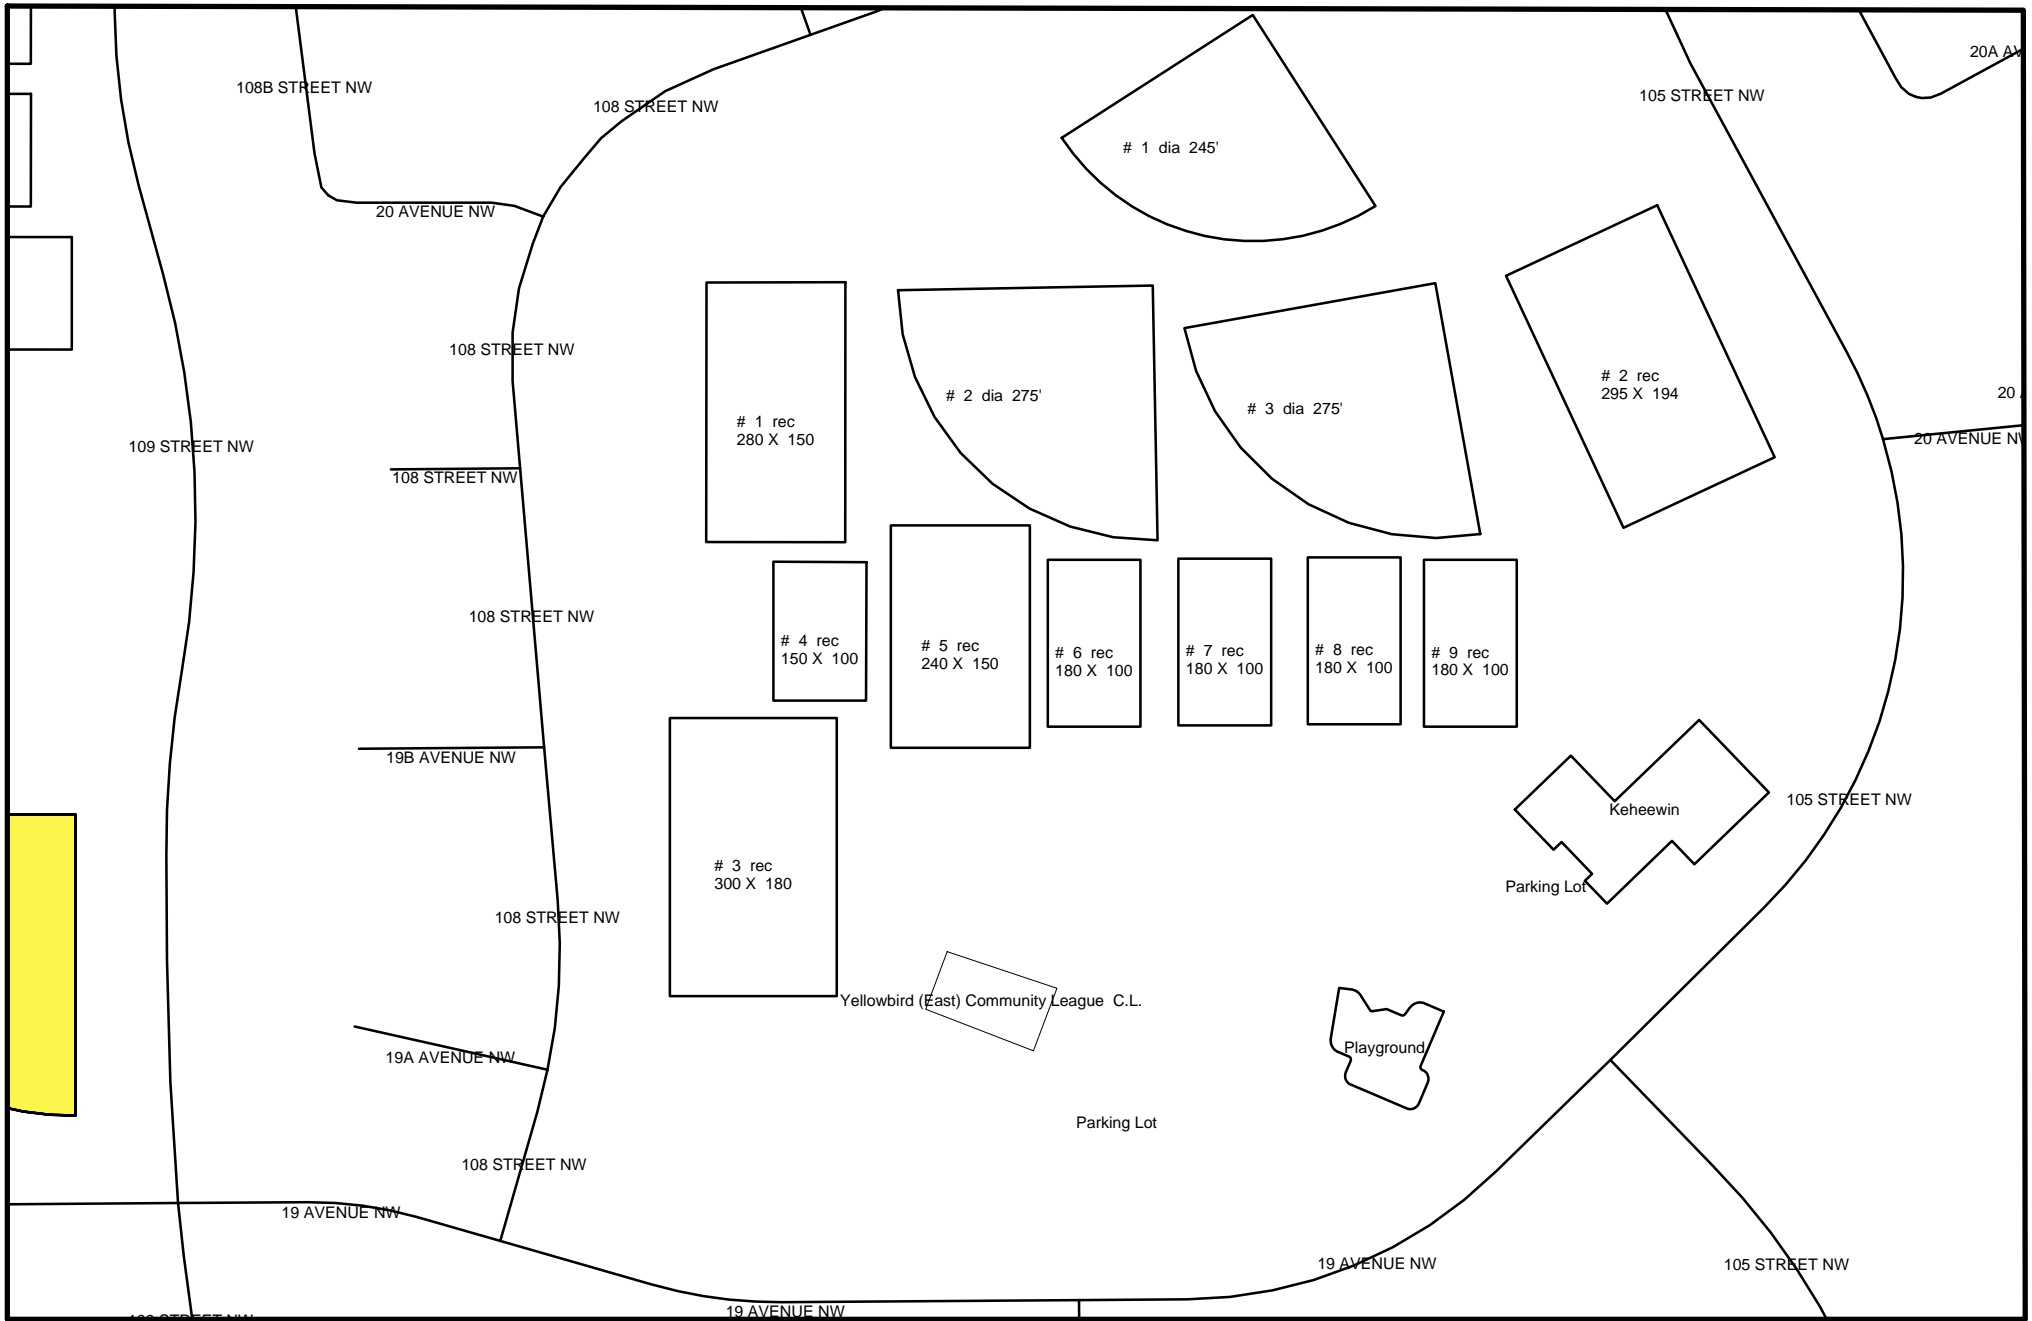 20A AV
108B STREET NW
105 STREET NW
108 STREET NW
# 1 dia 245'
20 AVENUE NW
108 STREET NW
# 2 rec
295 X 194
20
# 2 dia 275'
# 3 dia 275'
# 1 rec
280 X 150
109 STREET NW
20 AVENUE NW
108 STREET NW
108 STREET NW
# 4 rec
150 X 100
# 5 rec
240 X 150
# 6 rec
180 X 100
# 7 rec
180 X 100
# 8 rec
180 X 100
# 9 rec
180 X 100
19B AVENUE NW
105 STREET NW
Keheewin
# 3 rec
300 X 180
Parking Lot
108 STREET NW
Yellowbird (East) Community League C.L.
Playground
19A AVENUE NW
Parking Lot
108 STREET NW
19 AVENUE NW
19 AVENUE NW
105 STREET NW
19 AVENUE NW